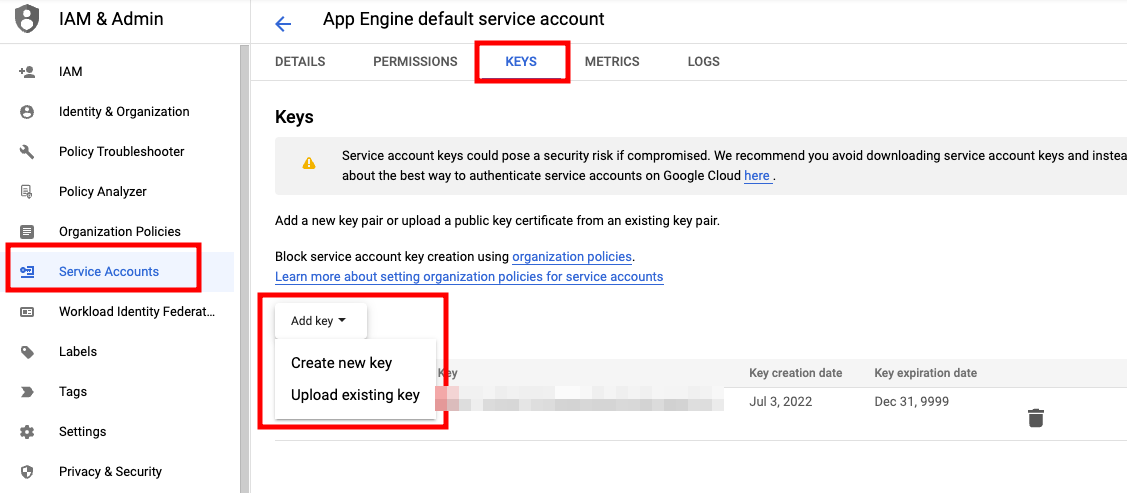 IAM & Admin
App Engine default service account
DETAILS
PERMISSIONS
KEYS
METRICS
LOGS
IAM
Identity & Organization
Policy Troubleshooter
Policy Analyzer
Organization Policies
Service Accounts
Workload Identity Federat...
Labels
Tags
Settings
Privacy & Security
Keys
Service account keys could pose a security risk if compromised. We recommend you avoid downloading service account keys and instea
about the best way to authenticate service accounts on Google Cloud here .
Add a new key pair or upload a public key certificate from an existing key pair.
Block service account key creation using organization policies.
Learn more about setting organization policies for service accounts
Add key
Create new key
Upload existing key
Key
Key creation date
Key expiration date
Jul 3, 2022
Dec 31, 9999